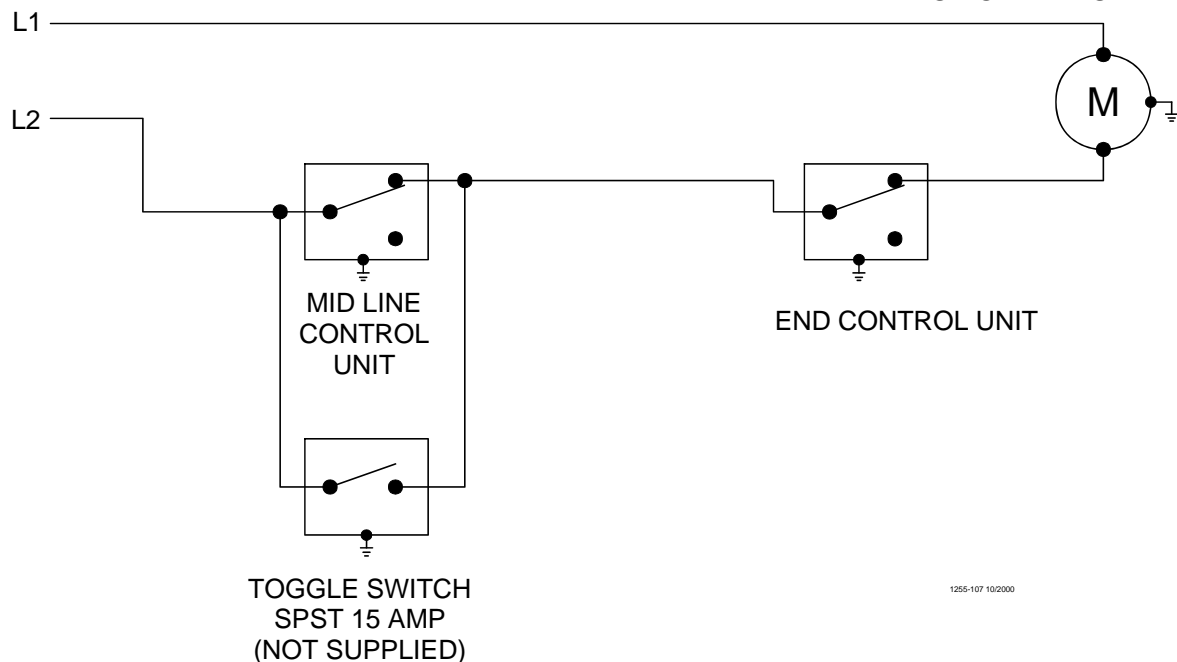 L1
M
L2
MID LINE
CONTROL
UNIT
END CONTROL UNIT
TOGGLE SWITCH
SPST 15 AMP
(NOT SUPPLIED)
1255-107 10/2000